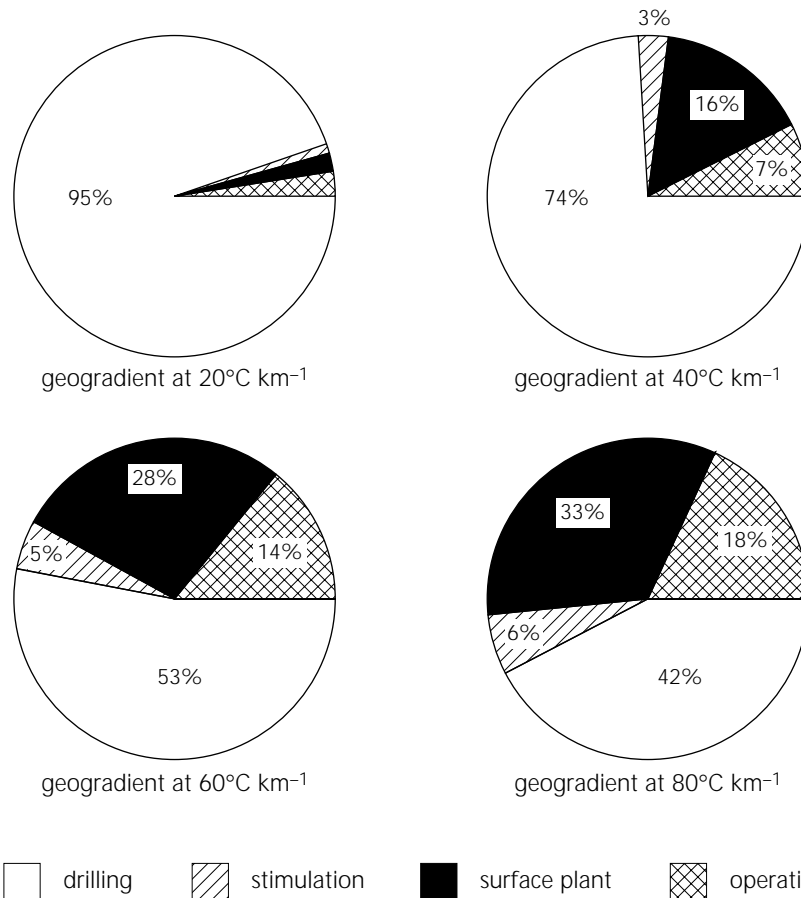 3%
16%
95%
74%
7%
geogradient at 20°C km⁻¹
geogradient at 40°C km⁻¹
28%
33%
5%
14%
18%
6%
53%
42%
geogradient at 60°C km⁻¹
geogradient at 80°C km⁻¹
drilling stimulation surface plant operati